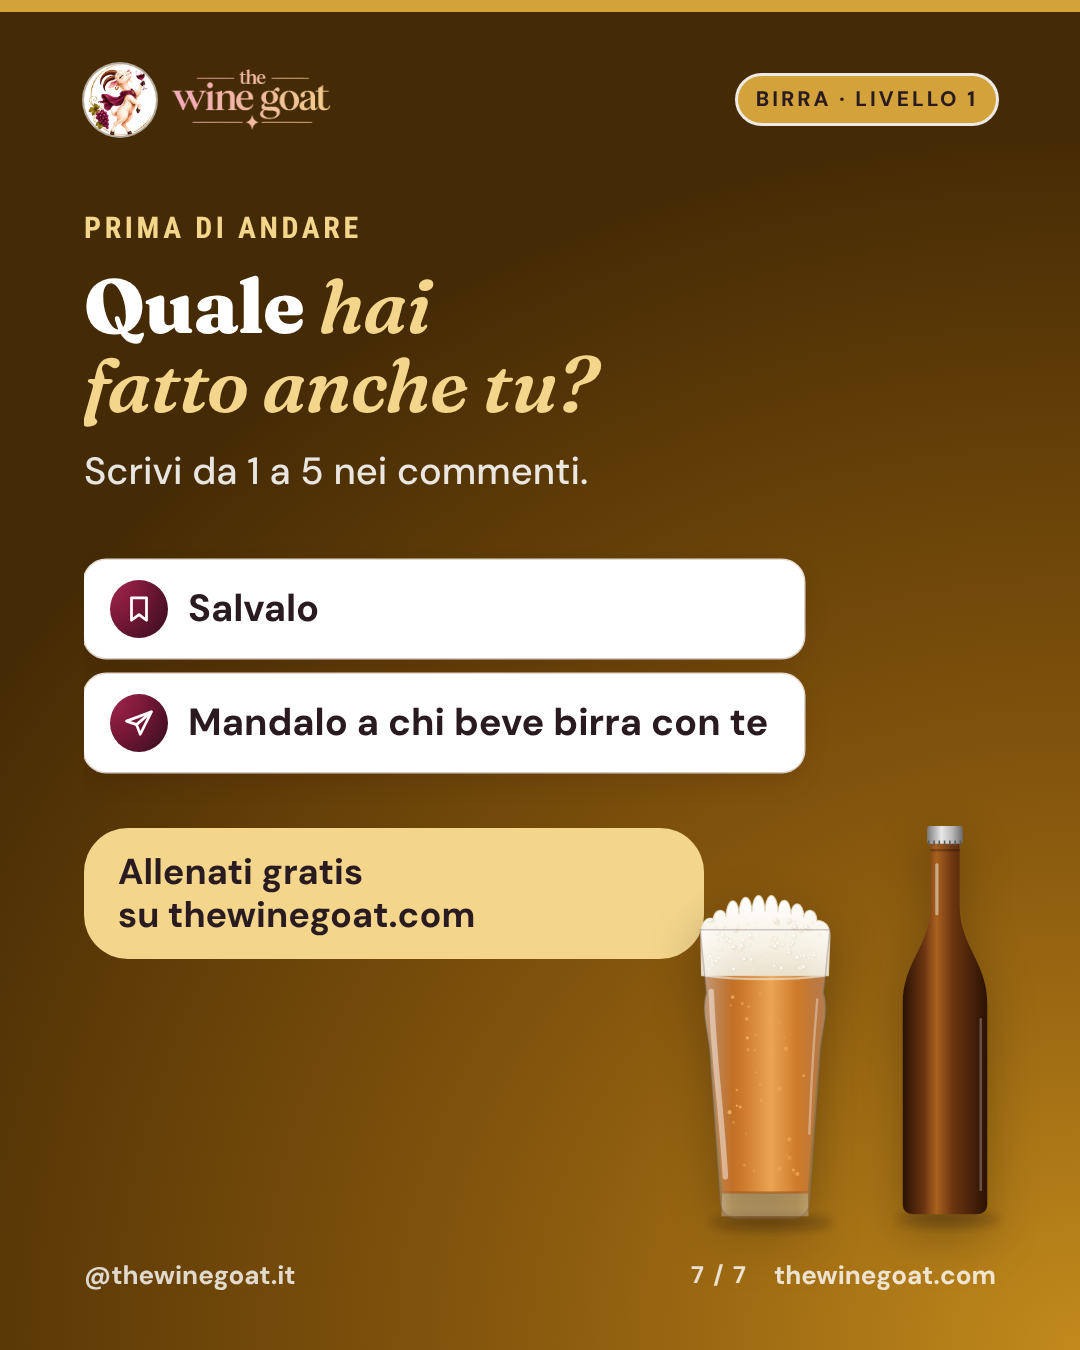 the
wine goat
BIRRA · LIVELLO 1
PRIMA DI ANDARE
Quale hai
fatto anche tu?
Scrivi da 1 a 5 nei commenti.
Salvalo
Mandalo a chi beve birra con te
Allenati gratis
su thewinegoat.com
@thewinegoat.it
7 / 7 thewinegoat.com